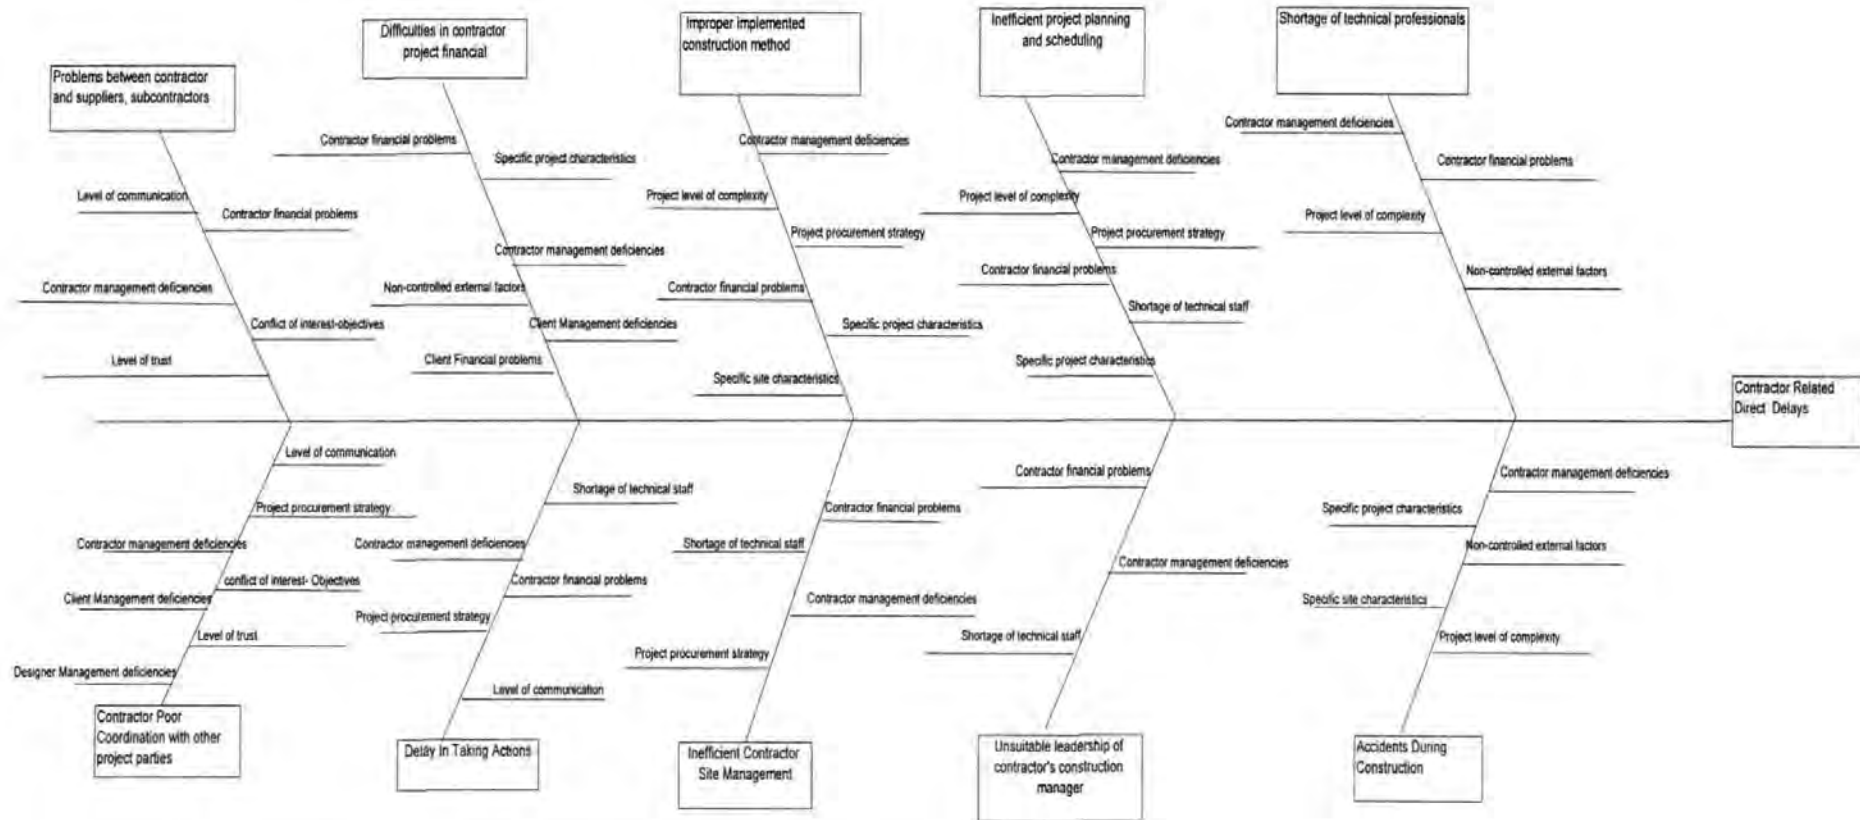 Problems between contractor
and suppliers, subcontractors
Difficulties in contractor
project financial
Improper implemented
construction method
Inefficient project planning
and scheduling
Shortage of technical professionals
Level of communication
Contractor financial problems
Contractor management deficiencies
Conflict of interest-objectives
Level of trust
Contractor financial problems
Specific project characteristics
Contractor management deficiencies
Non-controlled external factors
Client Management deficiencies
Client Financial problems
Contractor management deficiencies
Project level of complexity
Project procurement strategy
Contractor financial problems
Specific project characteristics
Specific site characteristics
Contractor management deficiencies
Project level of complexity
Project procurement strategy
Contractor financial problems
Shortage of technical staff
Specific project characteristics
Contractor management deficiencies
Contractor financial problems
Project level of complexity
Non-controlled external factors
Contractor Related
Direct Delays
Level of communication
Project procurement strategy
Contractor management deficiencies
conflict of interest- Objectives
Client Management deficiencies
Level of trust
Designer Management deficiencies
Contractor Poor
Coordination with other
project parties
Shortage of technical staff
Contractor management deficiencies
Contractor financial problems
Project procurement strategy
Level of communication
Delay In Taking Actions
Contractor financial problems
Shortage of technical staff
Contractor management deficiencies
Project procurement strategy
Inefficient Contractor
Site Management
Contractor financial problems
Contractor management deficiencies
Shortage of technical staff
Unsuitable leadership of
contractor's construction
manager
Contractor management deficiencies
Specific project characteristics
Non-controlled external factors
Specific site characteristics
Project level of complexity
Accidents During
Construction